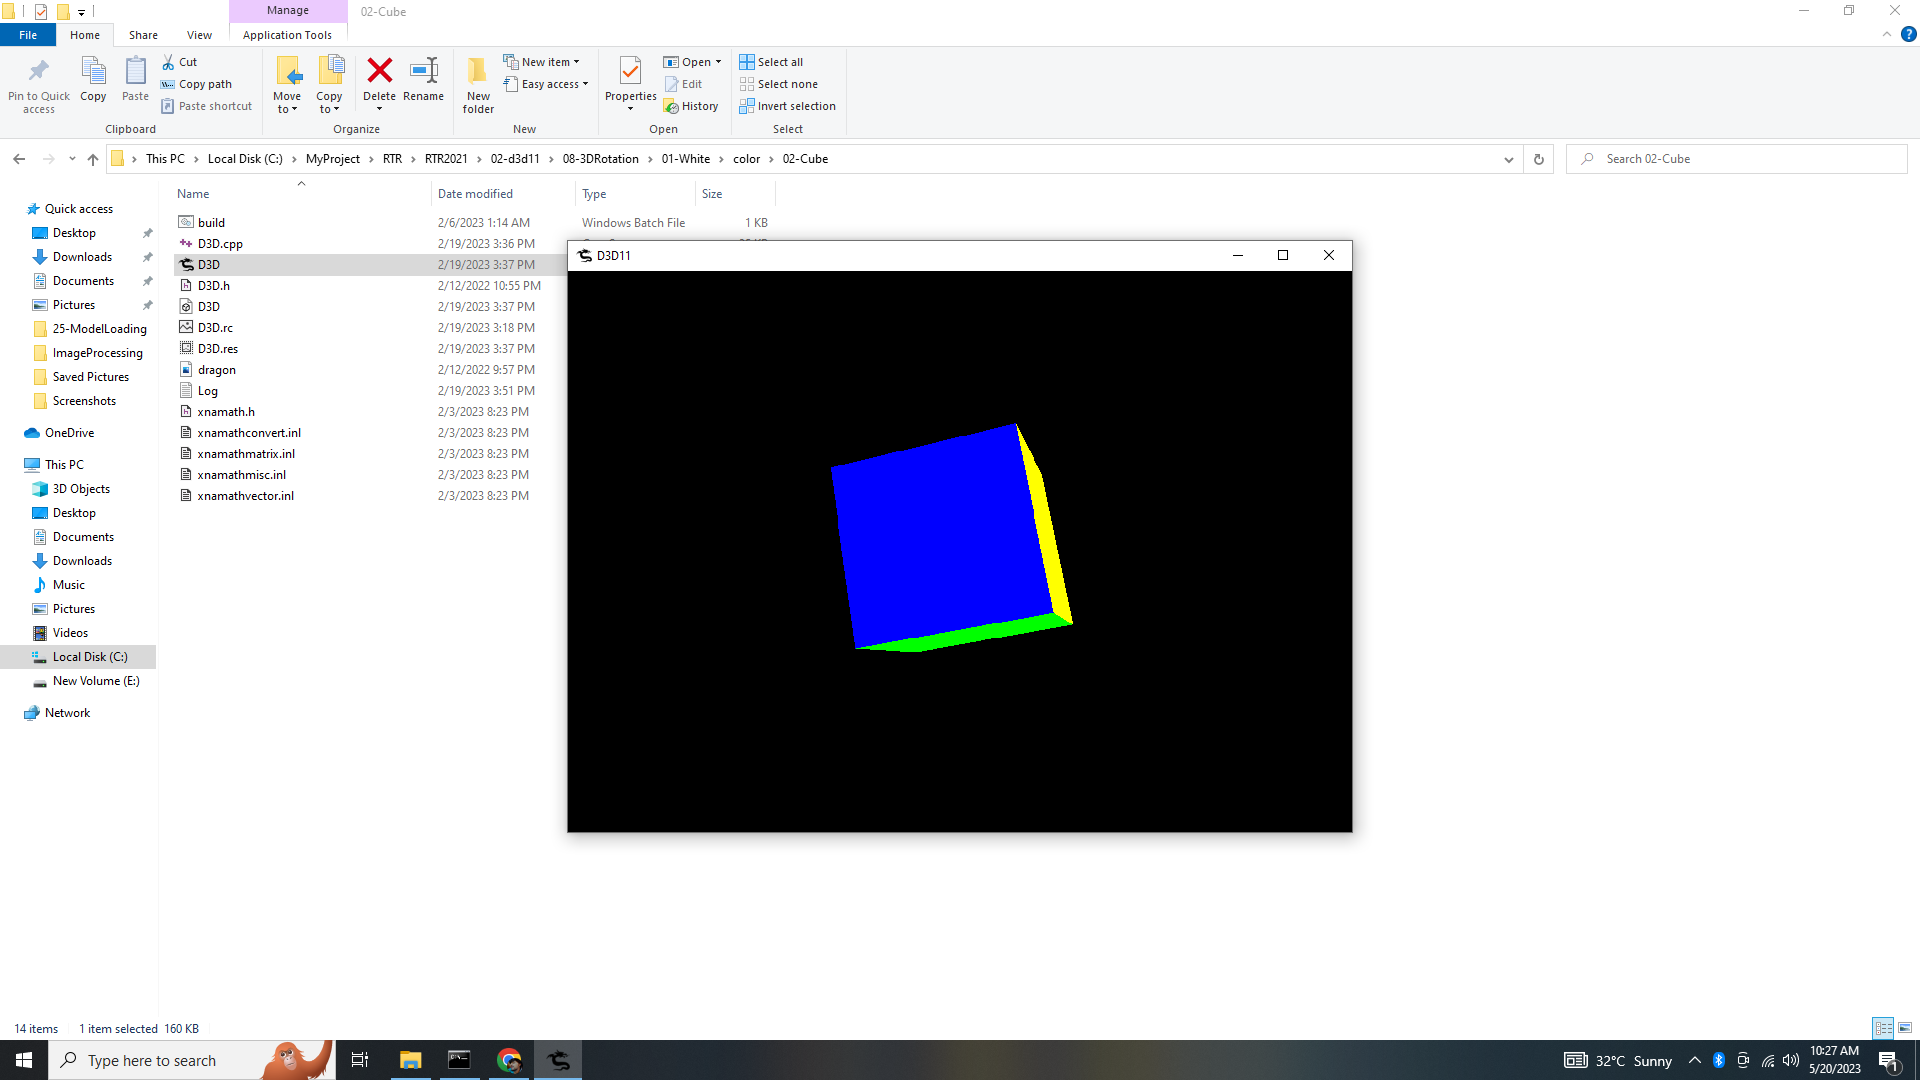 Manage
02-Cube
File Home Share View Application Tools
Pin to Quick access
Copy
Paste
Cut
Copy path
Paste shortcut
Clipboard
Move to
Copy to
Delete
Rename
Organize
New folder
New item
Easy access
New
Properties
Open
Edit
History
Open
Select all
Select none
Invert selection
Select
This PC > Local Disk (C:) > MyProject > RTR > RTR2021 > 02-d3d11 > 08-3DRotation > 01-White > color > 02-Cube
Search 02-Cube
Name Date modified Type Size
build 2/6/2023 1:14 AM Windows Batch File 1 KB
D3D.cpp 2/19/2023 3:36 PM
D3D 2/19/2023 3:37 PM
D3D.h 2/12/2022 10:55 PM
D3D 2/19/2023 3:37 PM
D3D.rc 2/19/2023 3:18 PM
D3D.res 2/19/2023 3:37 PM
dragon 2/12/2022 9:57 PM
Log 2/19/2023 3:51 PM
xnamath.h 2/3/2023 8:23 PM
xnamathconvert.inl 2/3/2023 8:23 PM
xnamathmatrix.inl 2/3/2023 8:23 PM
xnamathmisc.inl 2/3/2023 8:23 PM
xnamathvector.inl 2/3/2023 8:23 PM
Quick access
Desktop
Downloads
Documents
Pictures
25-ModelLoading
ImageProcessing
Saved Pictures
Screenshots
OneDrive
This PC
3D Objects
Desktop
Documents
Downloads
Music
Pictures
Videos
Local Disk (C:)
New Volume (E:)
Network
D3D11
14 items 1 item selected 160 KB
Type here to search
32°C Sunny
10:27 AM
5/20/2023
1